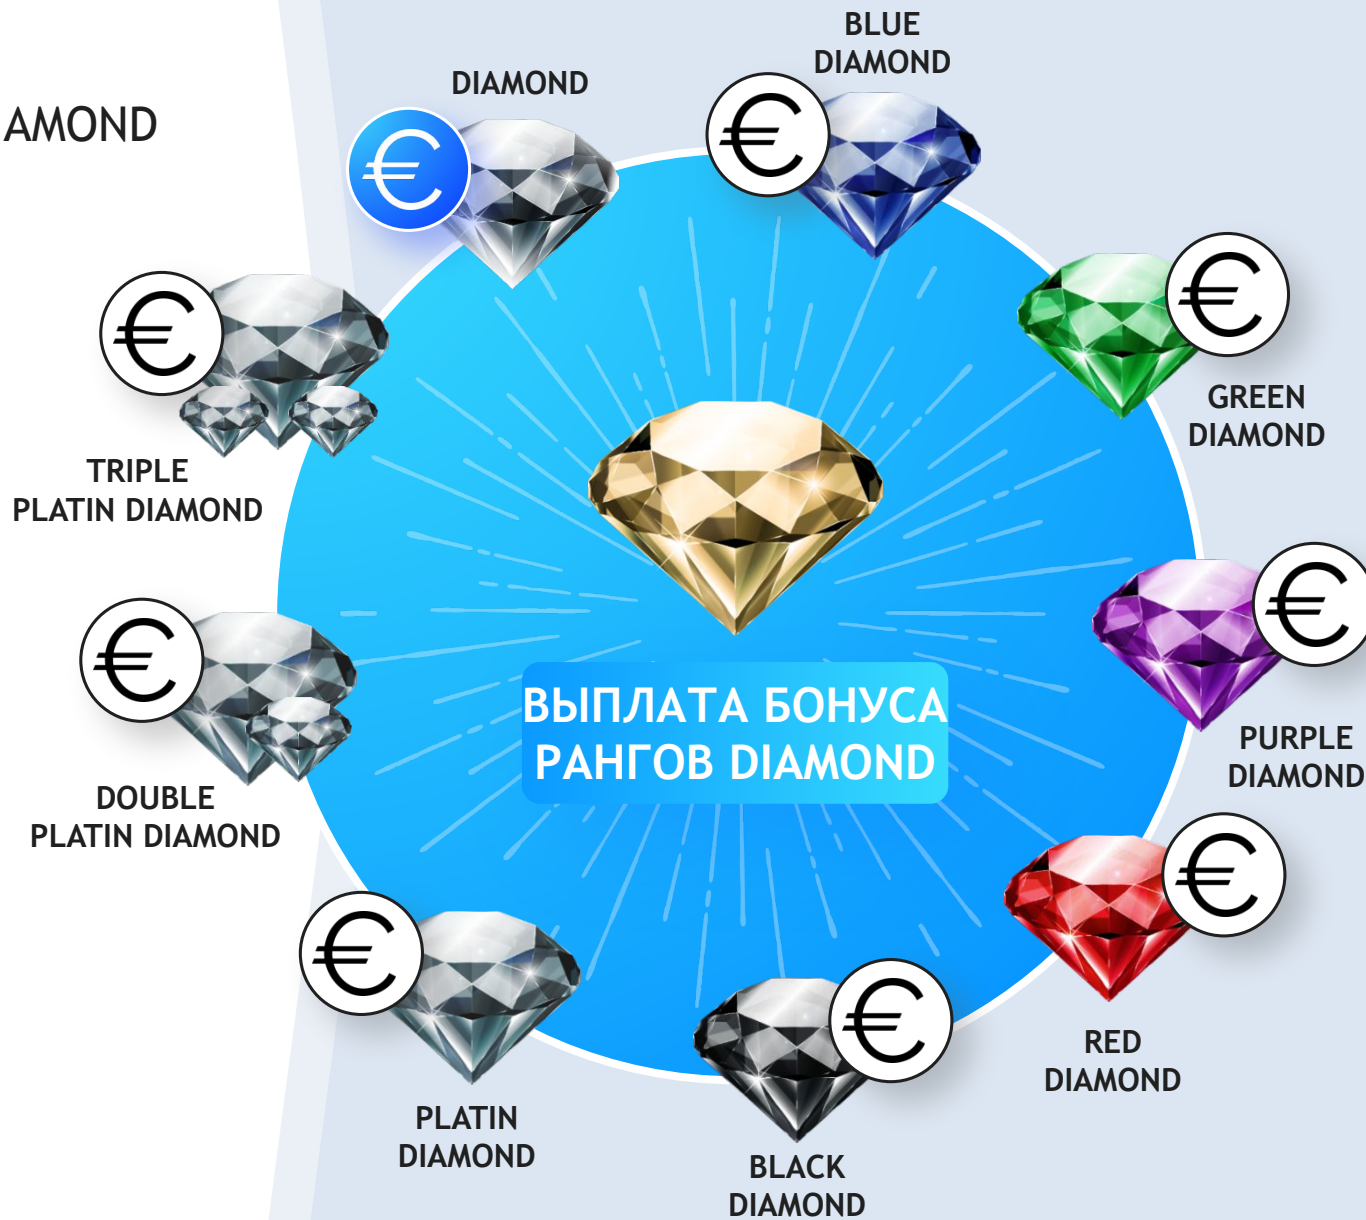 AMOND
DIAMOND
BLUE
DIAMOND
€
€
€
GREEN
DIAMOND
€
TRIPLE
PLATIN DIAMOND
€
PURPLE
DIAMOND
€
DOUBLE
PLATIN DIAMOND
ВЫПЛАТА БОНУСА
РАНГОВ DIAMOND
€
RED
DIAMOND
€
PLATIN
DIAMOND
€
BLACK
DIAMOND